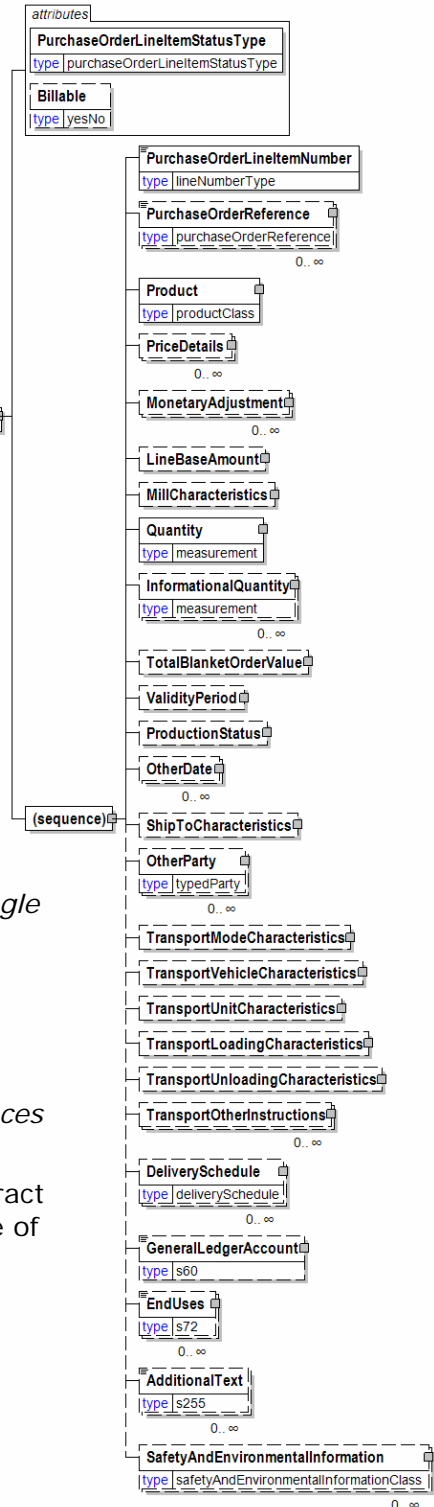 attributes
PurchaseOrderLineItemStatusType
type purchaseOrderLineItemStatusType
Billable
type yesNo
PurchaseOrderLineItemNumber
type lineNumberType
PurchaseOrderReference
type purchaseOrderReference
0.. ∞
Product
type productClass
PriceDetails
0.. ∞
MonetaryAdjustment
0.. ∞
LineBaseAmount
MillCharacteristics
Quantity
type measurement
InformationalQuantity
type measurement
0.. ∞
TotalBlanketOrderValue
ValidityPeriod
ProductionStatus
OtherDate
0.. ∞
(sequence)
ShipToCharacteristics
OtherParty
type typedParty
0.. ∞
gle
TransportModeCharacteristics
TransportVehicleCharacteristics
TransportUnitCharacteristics
TransportLoadingCharacteristics
TransportUnloadingCharacteristics
ces
TransportOtherInstructions
0.. ∞
DeliverySchedule
type deliverySchedule
0.. ∞
ract
e of
GeneralLedgerAccount
type s60
EndUses
type s72
0.. ∞
AdditionalText
type s255
0.. ∞
SafetyAndEnvironmentalInformation
type safetyAndEnvironmentalInformationClass
0.. ∞